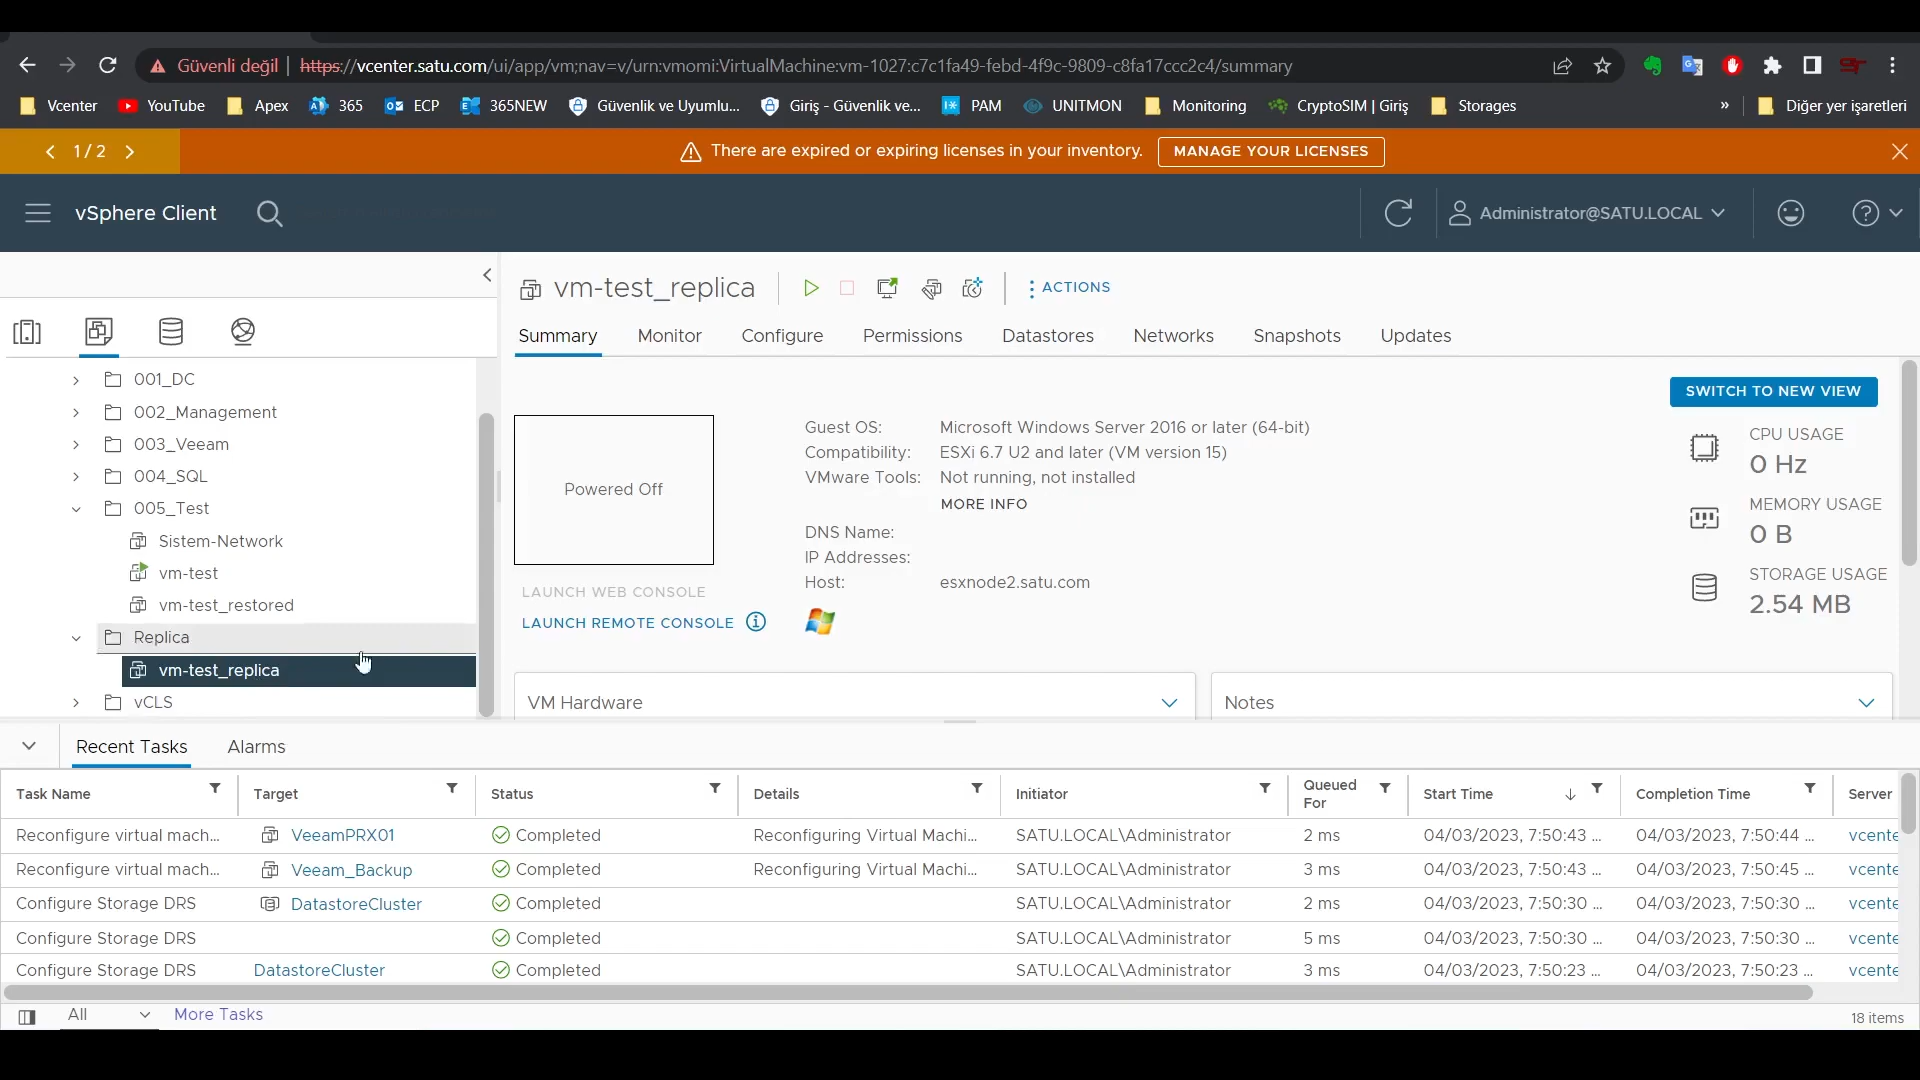 Güvenli değil | https://vcenter.satu.com/ui/app/vm;nav=v/urn:vmomi:VirtualMachine:vm-1027:c7c1fa49-febd-4f9c-9809-c8fa17ccc2c4/summary
Vcenter YouTube Apex 365 ECP 365NEW Güvenlik ve Uyumlu... Giriş - Güvenlik ve... PAM UNITMON Monitoring CryptoSIM | Giriş Storages » Diğer yer işaretleri
1 / 2 There are expired or expiring licenses in your inventory. MANAGE YOUR LICENSES
vSphere Client Administrator@SATU.LOCAL
vm-test_replica ACTIONS
Summary Monitor Configure Permissions Datastores Networks Snapshots Updates
001_DC
002_Management
003_Veeam
004_SQL
005_Test
Sistem-Network
vm-test
vm-test_restored
Replica
vm-test_replica
vCLS
Powered Off
LAUNCH WEB CONSOLE
LAUNCH REMOTE CONSOLE
Guest OS: Microsoft Windows Server 2016 or later (64-bit)
Compatibility: ESXi 6.7 U2 and later (VM version 15)
VMware Tools: Not running, not installed
MORE INFO
DNS Name:
IP Addresses:
Host: esxnode2.satu.com
SWITCH TO NEW VIEW
CPU USAGE
0 Hz
MEMORY USAGE
0 B
STORAGE USAGE
2.54 MB
VM Hardware
Notes
Recent Tasks Alarms
Task Name Target Status Details Initiator Queued For Start Time Completion Time Server
Reconfigure virtual mach... VeeamPRX01 Completed Reconfiguring Virtual Machi... SATU.LOCAL\Administrator 2 ms 04/03/2023, 7:50:43 ... 04/03/2023, 7:50:44 ... vcente
Reconfigure virtual mach... Veeam_Backup Completed Reconfiguring Virtual Machi... SATU.LOCAL\Administrator 3 ms 04/03/2023, 7:50:43 ... 04/03/2023, 7:50:45 ... vcente
Configure Storage DRS DatastoreCluster Completed SATU.LOCAL\Administrator 2 ms 04/03/2023, 7:50:30 ... 04/03/2023, 7:50:30 ... vcente
Configure Storage DRS Completed SATU.LOCAL\Administrator 5 ms 04/03/2023, 7:50:30 ... 04/03/2023, 7:50:30 ... vcente
Configure Storage DRS DatastoreCluster Completed SATU.LOCAL\Administrator 3 ms 04/03/2023, 7:50:23 ... 04/03/2023, 7:50:23 ... vcente
All More Tasks 18 items